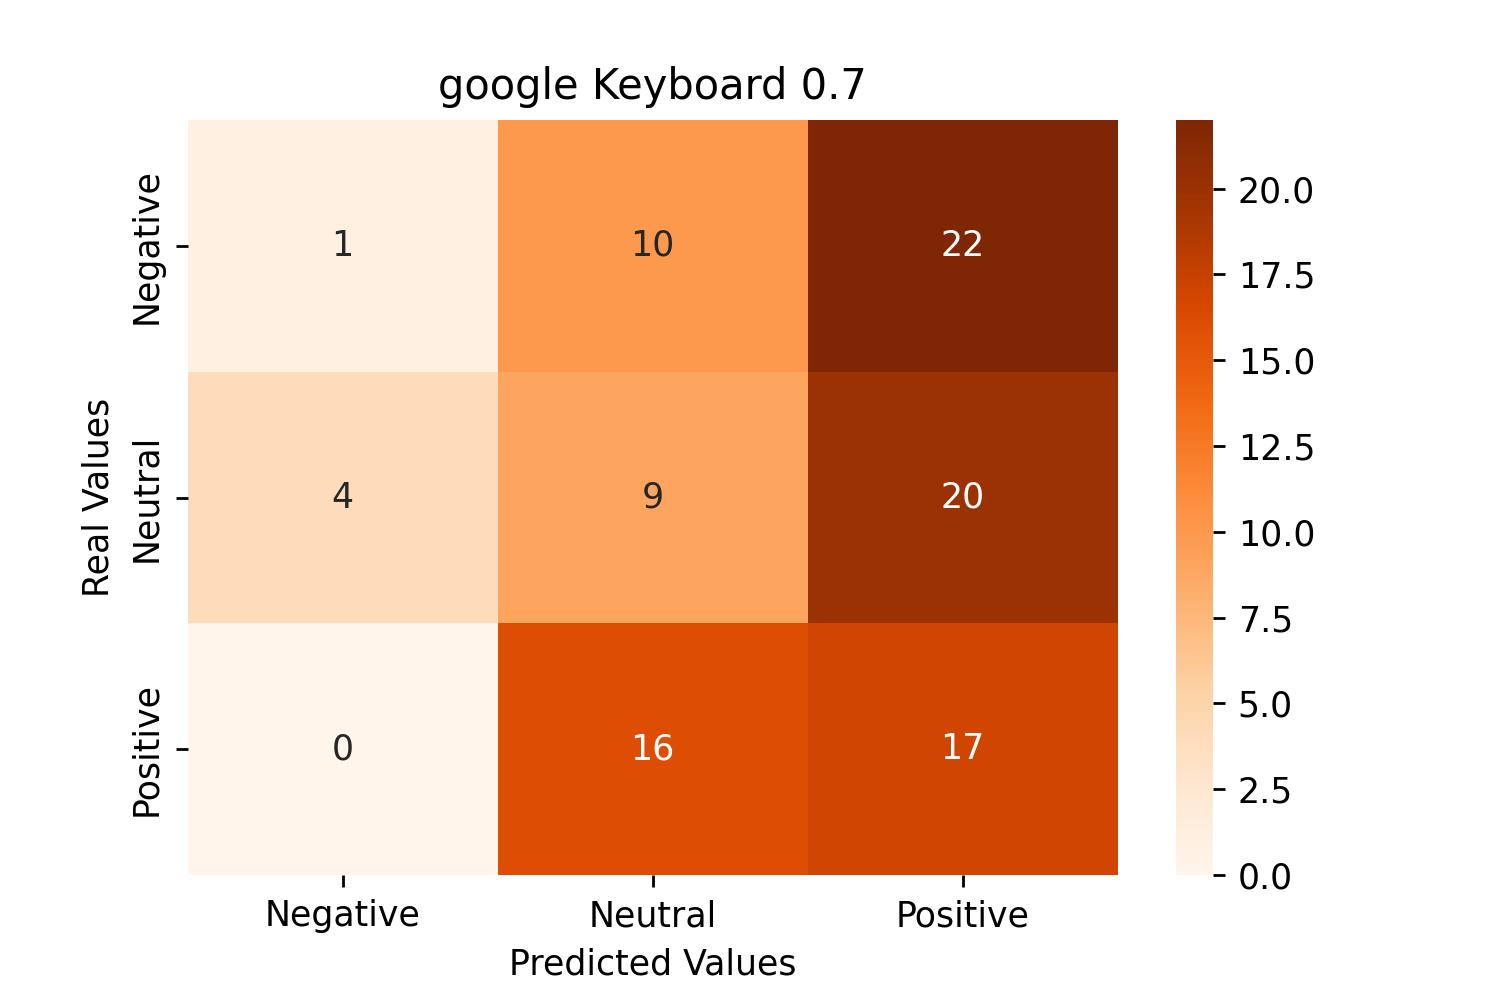 google Keyboard 0.7
Real Values
Negative
1
10
22
Neutral
4
9
20
Positive
0
16
17
Negative
Neutral
Positive
Predicted Values
20.0
17.5
15.0
12.5
10.0
7.5
5.0
2.5
0.0